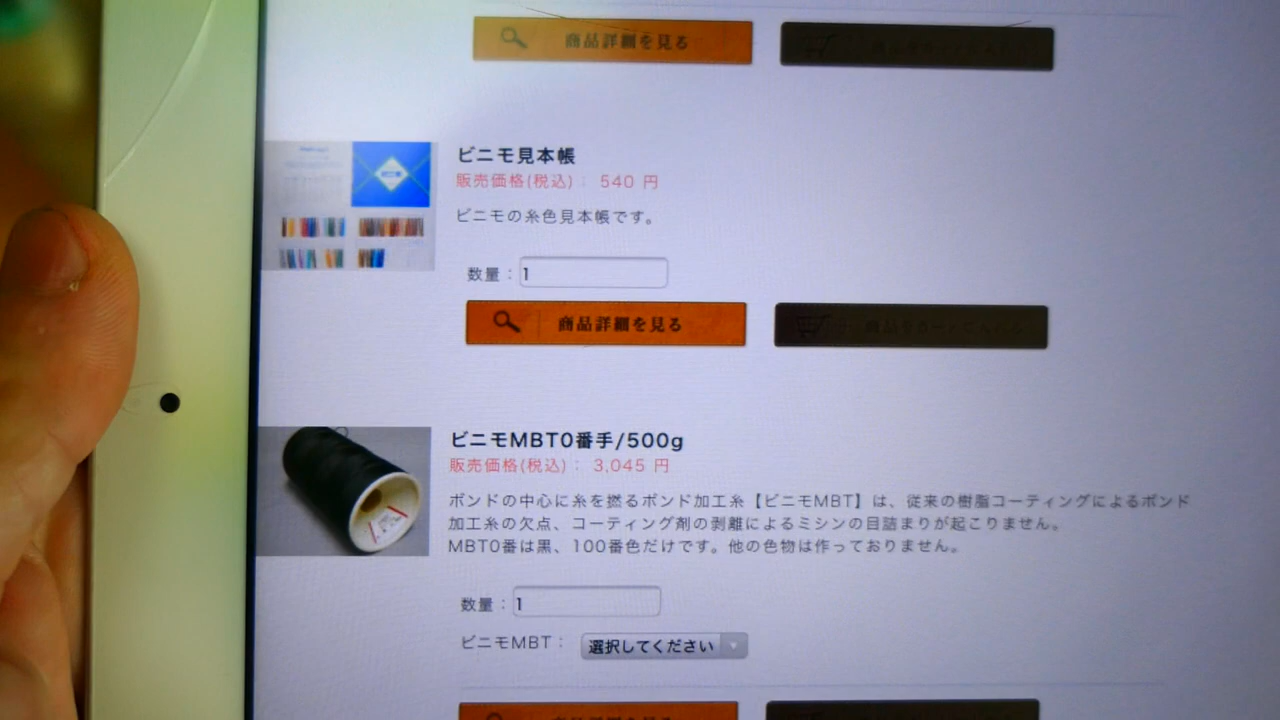 商品詳細を見る
ビニモ見本帳
販売価格(税込)： 540 円
ビニモの糸色見本帳です。
数量：1
商品詳細を見る
ビニモMBT0番手/500g
販売価格(税込)： 3,045 円
ボンドの中心に糸を撚るボンド加工糸【ビニモMBT】は、従来の樹脂コーティングによるボンド
加工糸の欠点、コーティング剤の剥離によるミシンの目詰まりが起こりません。
MBT0番は黒、100番色だけです。他の色物は作っておりません。
数量：1
ビニモMBT： 選択してください
商品詳細を見る